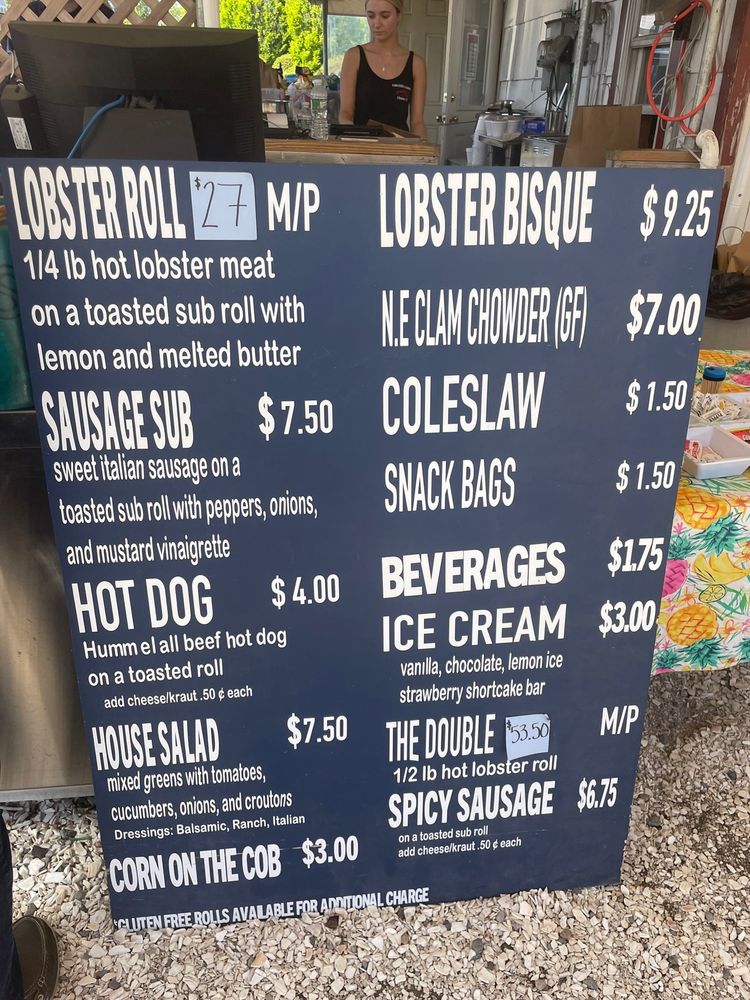 LOBSTER ROLL $27 M/P
1/4 lb hot lobster meat
on a toasted sub roll with
lemon and melted butter
SAUSAGE SUB $7.50
sweet italian sausage on a
toasted sub roll with peppers, onions,
and mustard vinaigrette
HOT DOG $4.00
Hummel all beef hot dog
on a toasted roll
add cheese/kraut .50 ¢ each
HOUSE SALAD $7.50
mixed greens with tomatoes,
cucumbers, onions, and croutons
Dressings: Balsamic, Ranch, Italian
CORN ON THE COB $3.00
*GLUTEN FREE ROLLS AVAILABLE FOR ADDITIONAL CHARGE
LOBSTER BISQUE $9.25
N.E CLAM CHOWDER (GF) $7.00
COLESLAW $1.50
SNACK BAGS $1.50
BEVERAGES $1.75
ICE CREAM $3.00
vanilla, chocolate, lemon ice
strawberry shortcake bar
THE DOUBLE $53.50 M/P
1/2 lb hot lobster roll
SPICY SAUSAGE $6.75
on a toasted sub roll
add cheese/kraut .50 ¢ each